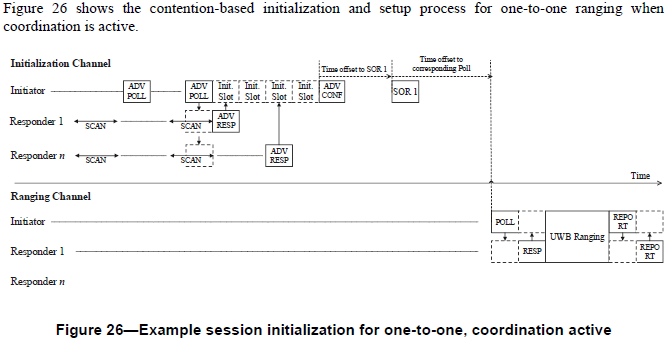 Figure 26 shows the contention-based initialization and setup process for one-to-one ranging when
coordination is active.
Initialization Channel
Time offset to SOR 1
Time offset to
corresponding Poll
Initiator
ADV
POLL
ADV
POLL
Init.
Slot
Init.
Slot
Init.
Slot
Init.
Slot
ADV
CONF
SOR 1
Responder 1
SCAN
SCAN
ADV
RESP
Responder n
SCAN
SCAN
ADV
RESP
Time
Ranging Channel
Initiator
POLL
UWB Ranging
REPO
RT
Responder 1
RESP
REPO
RT
Responder n
Figure 26—Example session initialization for one-to-one, coordination active